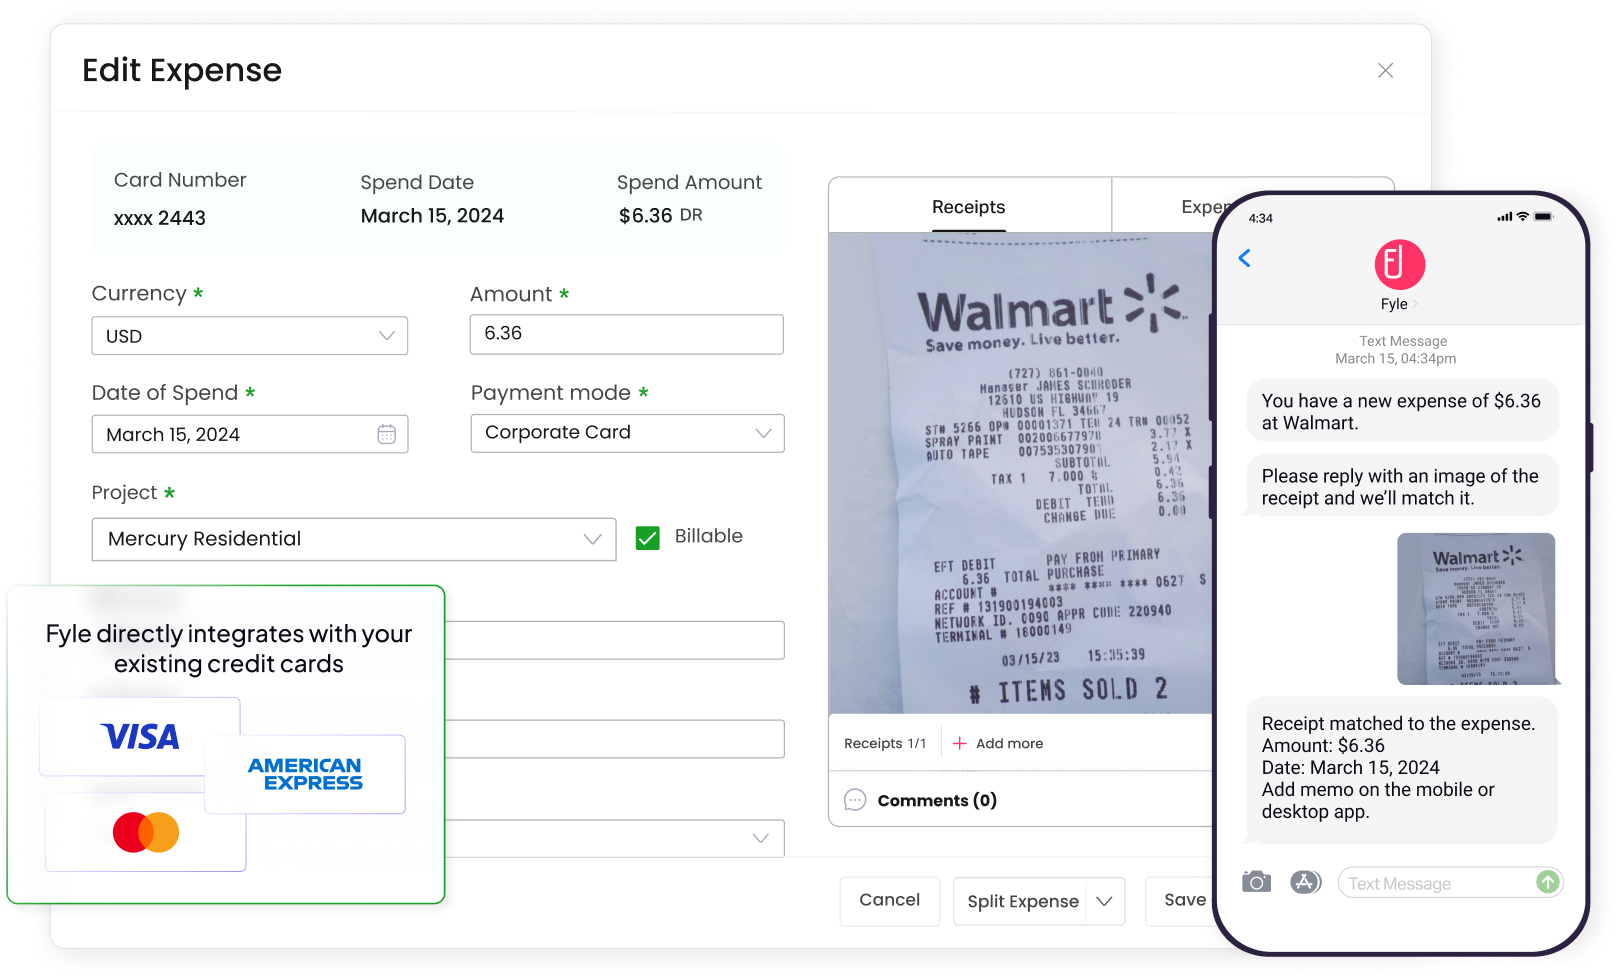 Edit Expense
Card Number
xxxx 2443
Spend Date
March 15, 2024
Spend Amount
$6.36 DR
Currency *
USD
Amount *
6.36
Date of Spend *
March 15, 2024
Payment mode *
Corporate Card
Project *
Mercury Residential
Billable
Fyle directly integrates with your
existing credit cards
VISA
AMERICAN
EXPRESS
Receipts
Expen
Walmart
Save money. Live better.
(727) 861-0040
Manager JAMES SCHRODER
12610 US HIGHWAY 19
HUDSON FL 34667
ST# 5266 OP# 00001371 TE# 24 TR# 00052
SPRAY PAINT 002006677970 3.77 X
AUTO TAPE 007535307901 2.17 X
SUBTOTAL 5.94
TAX 1 7.000 % 0.42
TOTAL 6.36
DEBIT TEND 6.36
CHANGE DUE 0.00
EFT DEBIT PAY FROM PRIMARY
6.36 TOTAL PURCHASE
ACCOUNT # **** **** **** 0627 S
REF # 131900194003
NETWORK ID. 0090 APPR CODE 220940
TERMINAL # 18000149
03/15/23 15:35:39
# ITEMS SOLD 2
Receipts 1/1
Add more
Comments (0)
Cancel
Split Expense
Save
4:34
Fyle
Text Message
March 15, 04:34pm
You have a new expense of $6.36
at Walmart.
Please reply with an image of the
receipt and we’ll match it.
Walmart
Save money. Live better.
Receipt matched to the expense.
Amount: $6.36
Date: March 15, 2024
Add memo on the mobile or
desktop app.
Text Message